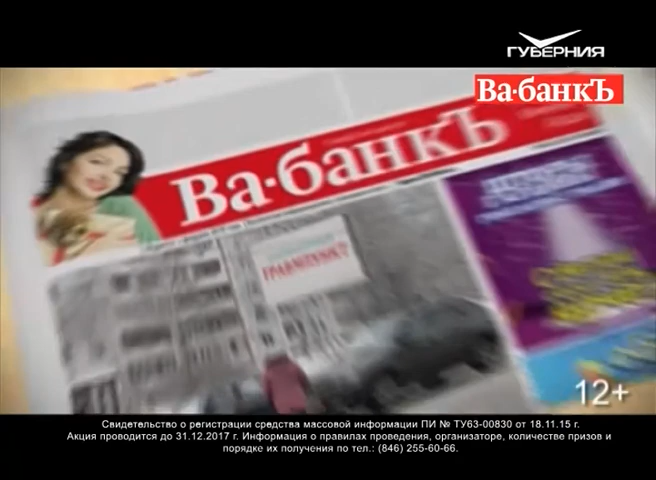 ГУБЕРНИЯ
Ва·банкЪ
Ва·банкЪ
12+
Свидетельство о регистрации средства массовой информации ПИ № ТУ63-00830 от 18.11.15 г.
Акция проводится до 31.12.2017 г. Информация о правилах проведения, организаторе, количестве призов и
порядке их получения по тел.: (846) 255-60-66.